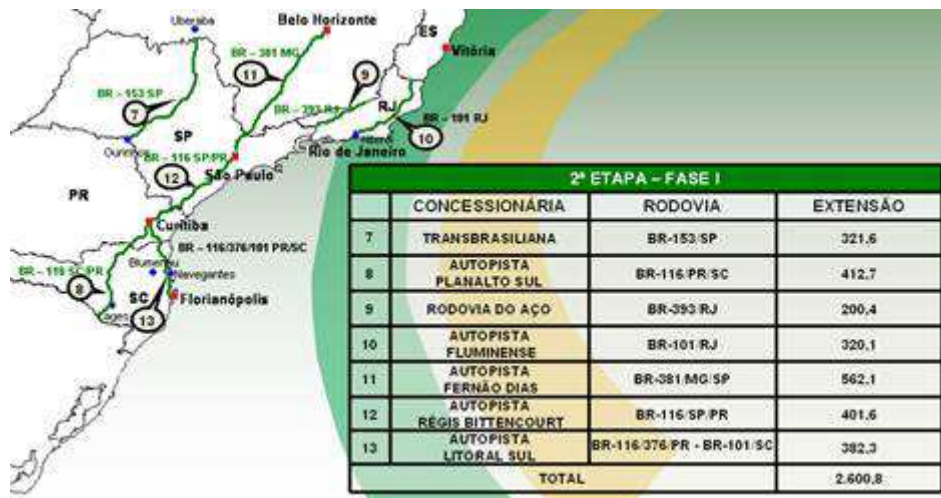 Uberaba
Belo Horizonte
ES
Vitória
BR – 381 MG
11
9
BR – 153 SP
7
BR – 393 RJ
RJ
BR – 101 RJ
10
SP
Niterói
Rio de Janeiro
Ourinhos
BR – 116 SP/PR
São Paulo
12
PR
Curitiba
BR – 116/376/101 PR/SC
Blumenau
Navegantes
BR – 116 SC/PR
8
SC
Florianópolis
Lages
13
2ª ETAPA – FASE I
CONCESSIONÁRIA RODOVIA EXTENSÃO
7 TRANSBRASILIANA BR-153/SP 321,6
8 AUTOPISTA PLANALTO SUL BR-116/PR/SC 412,7
9 RODOVIA DO AÇO BR-393/RJ 200,4
10 AUTOPISTA FLUMINENSE BR-101/RJ 320,1
11 AUTOPISTA FERNÃO DIAS BR-381/MG/SP 562,1
12 AUTOPISTA RÉGIS BITTENCOURT BR-116/SP/PR 401,6
13 AUTOPISTA LITORAL SUL BR-116/376/PR - BR-101/SC 382,3
TOTAL 2.600,8